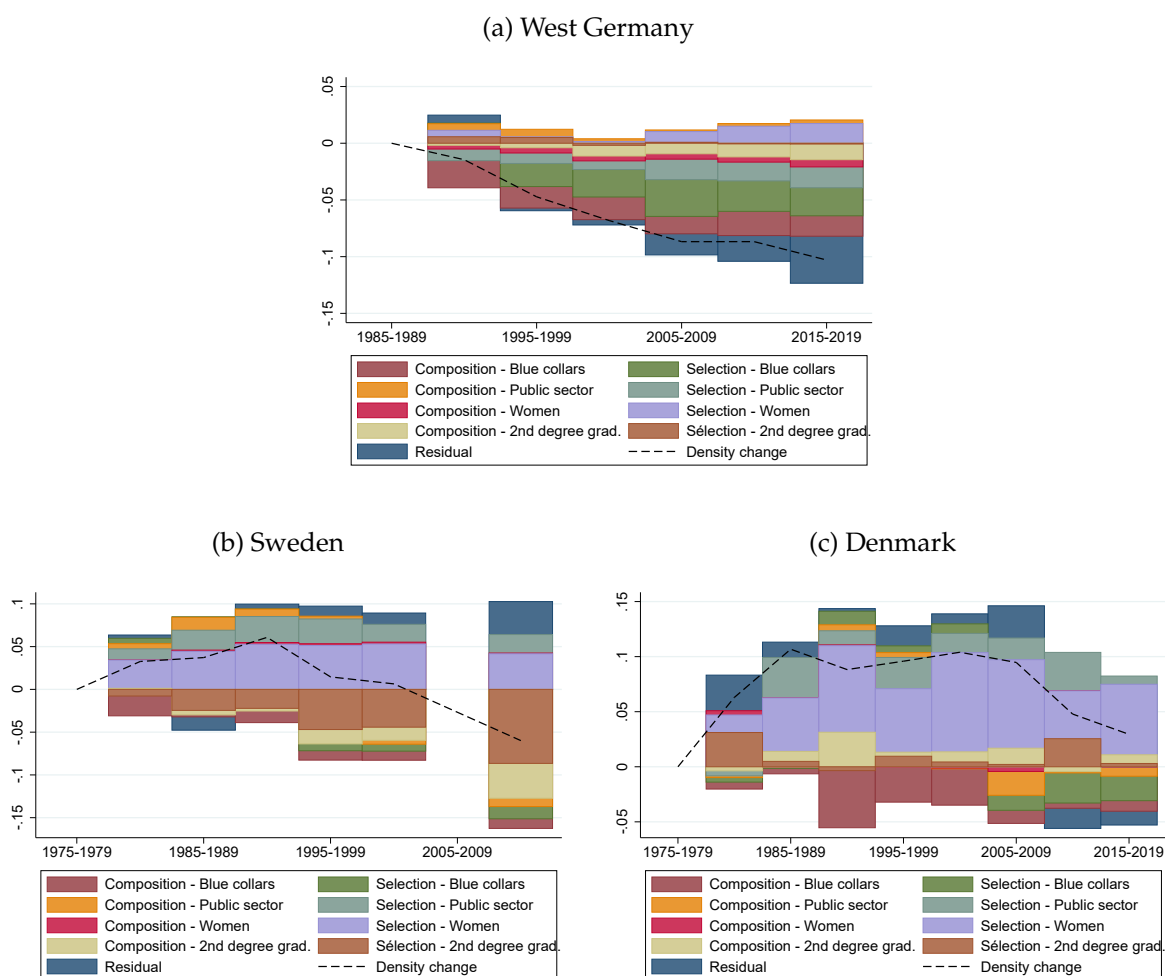 (a) West Germany
.05
0
-.05
-.1
-.15
1985-1989 1995-1999 2005-2009 2015-2019
Composition - Blue collars Selection - Blue collars
Composition - Public sector Selection - Public sector
Composition - Women Selection - Women
Composition - 2nd degree grad. Sélection - 2nd degree grad.
Residual Density change
(b) Sweden
.1
.05
0
-.05
-.1
-.15
1975-1979 1985-1989 1995-1999 2005-2009
Composition - Blue collars Selection - Blue collars
Composition - Public sector Selection - Public sector
Composition - Women Selection - Women
Composition - 2nd degree grad. Sélection - 2nd degree grad.
Residual Density change
(c) Denmark
.15
.1
.05
0
-.05
1975-1979 1985-1989 1995-1999 2005-2009 2015-2019
Composition - Blue collars Selection - Blue collars
Composition - Public sector Selection - Public sector
Composition - Women Selection - Women
Composition - 2nd degree grad. Sélection - 2nd degree grad.
Residual Density change